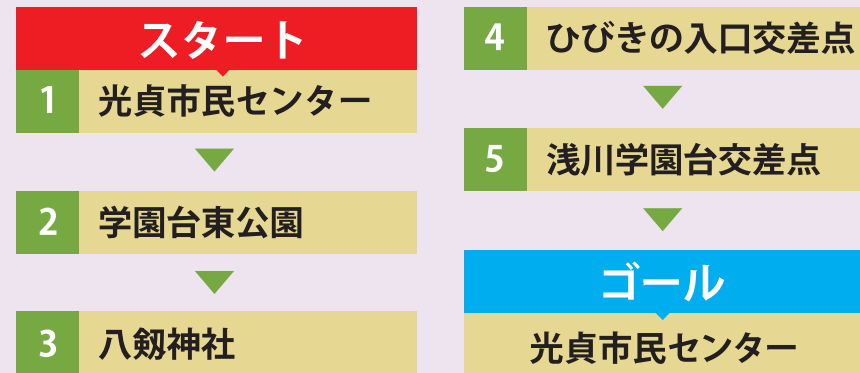 スタート
1 光貞市民センター
2 学園台東公園
3 八剱神社
4 ひびきの入口交差点
5 浅川学園台交差点
ゴール
光貞市民センター